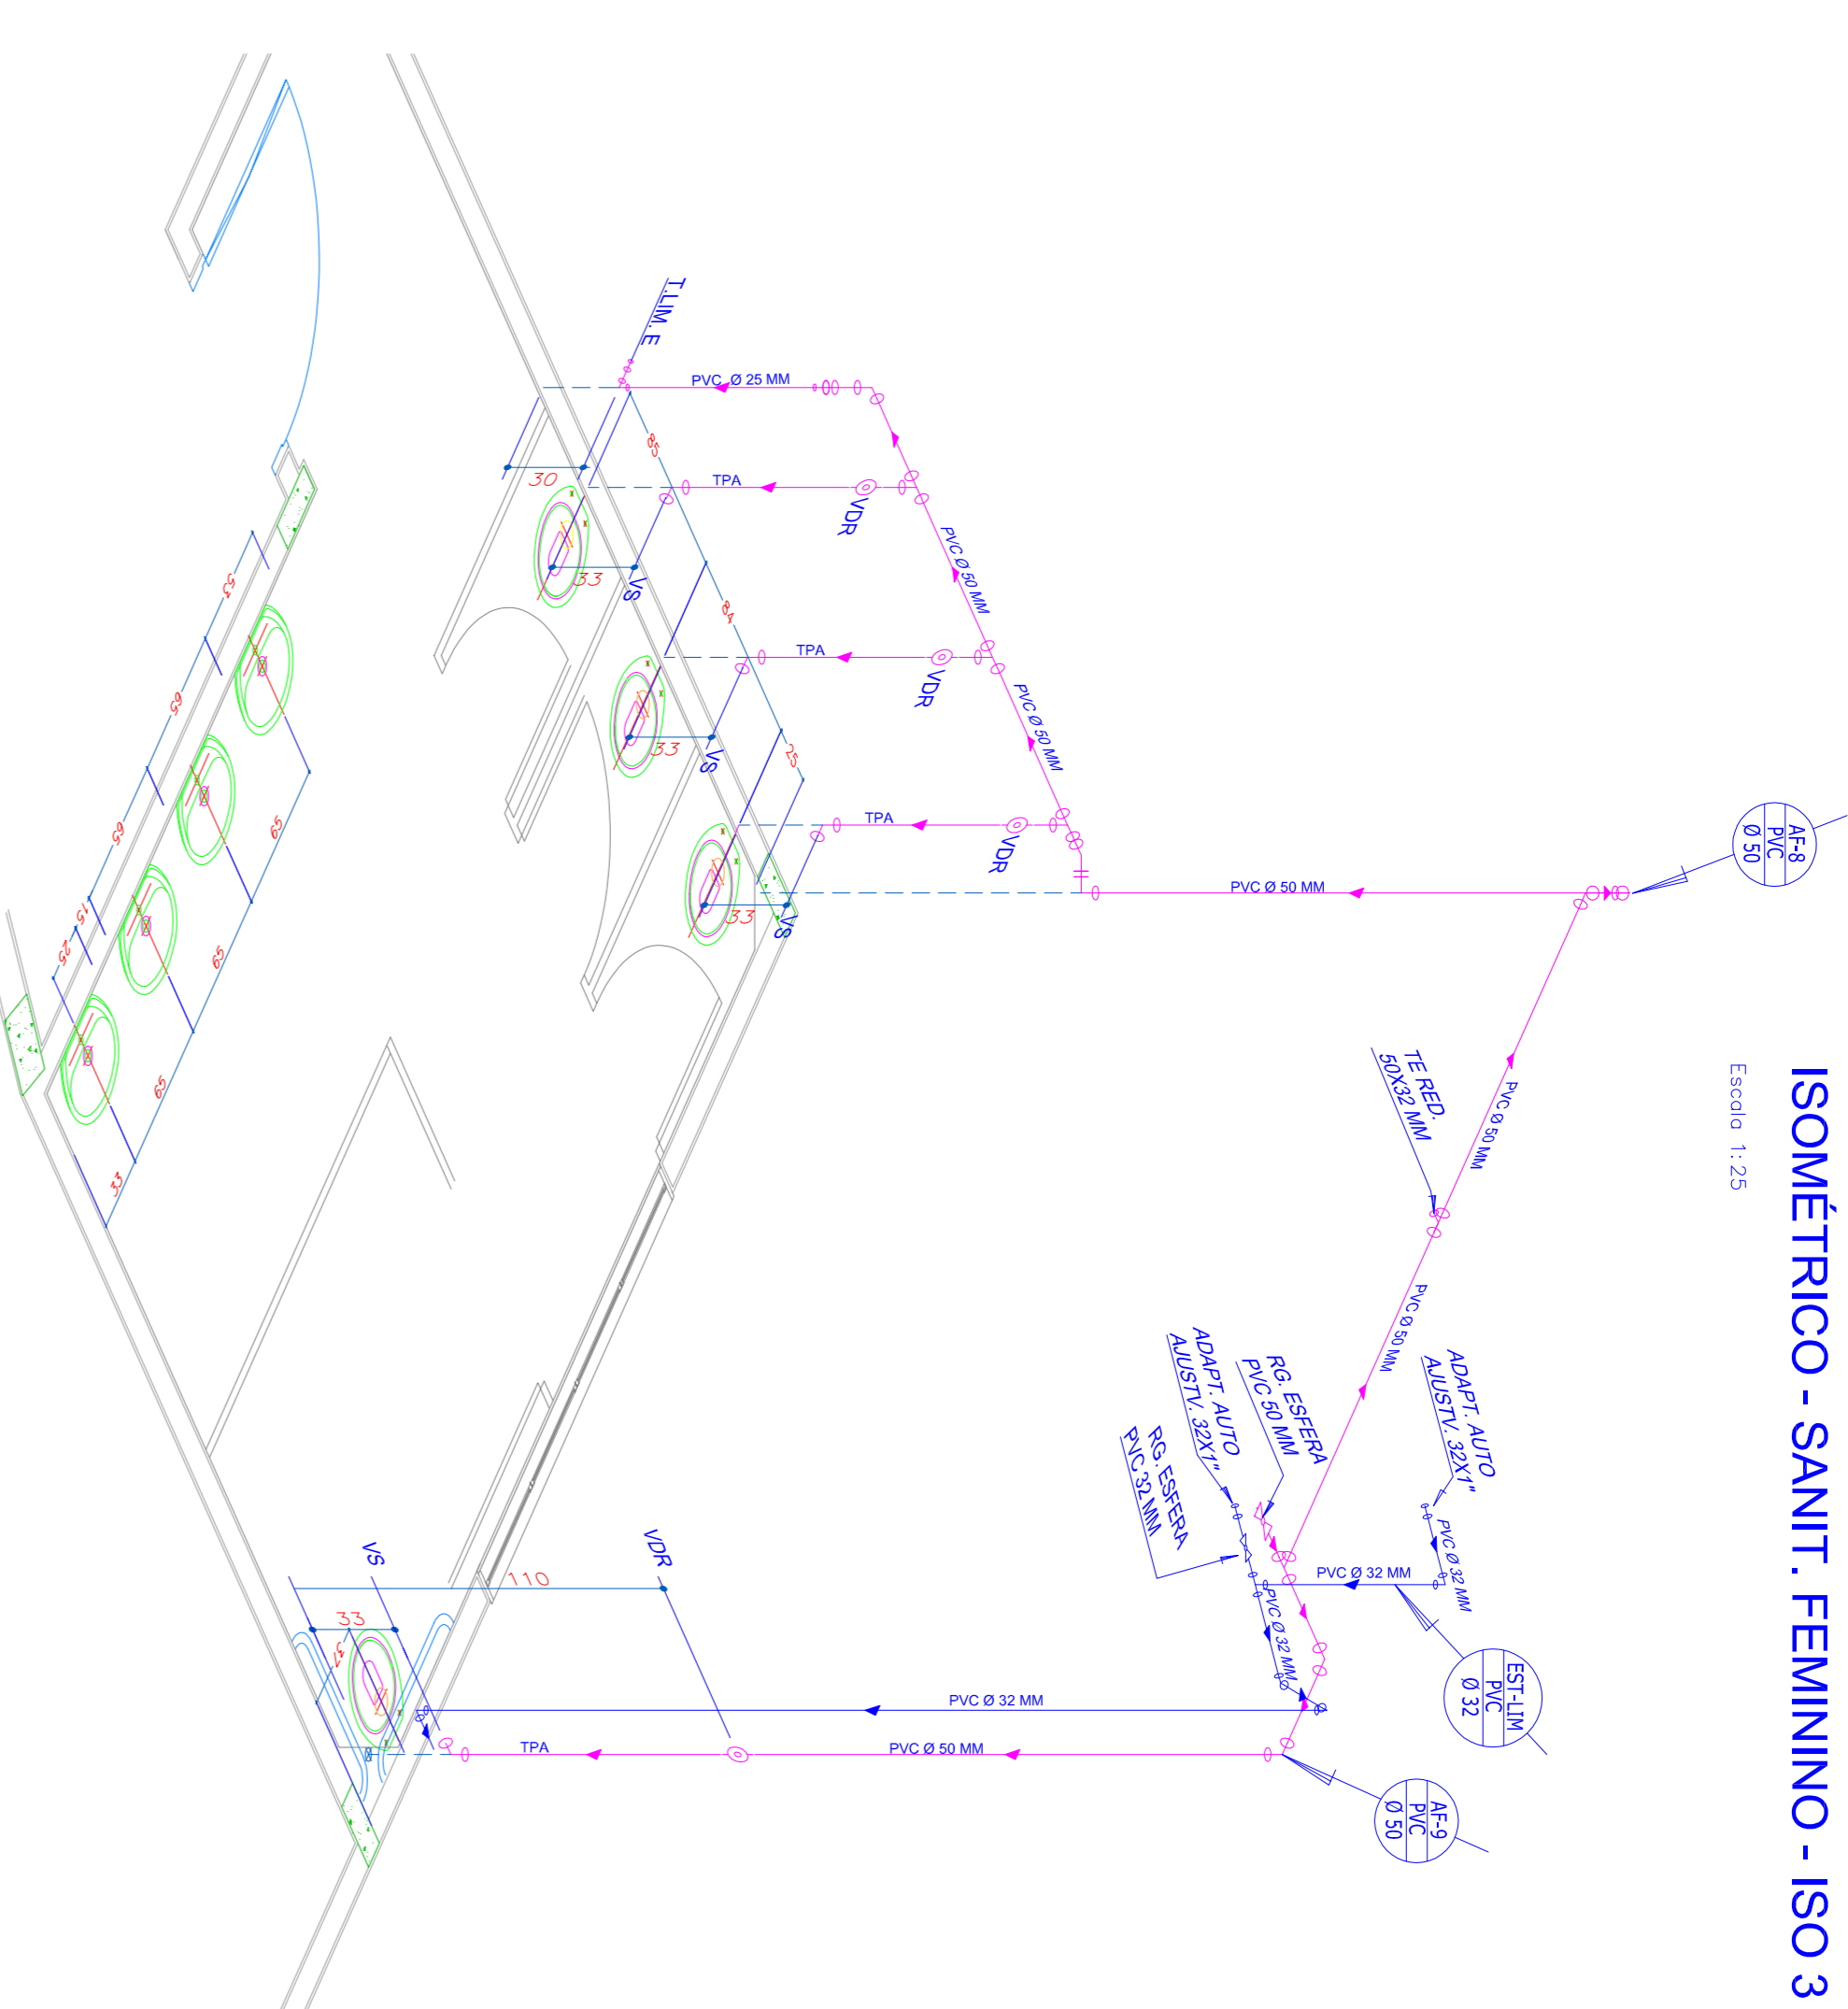 ISOMÉTRICO - SANIT. FEMININO - ISO 3
Escala 1:25
AF-8
PVC
Ø 50
PVC Ø 50 MM
PVC Ø 50 MM
TE RED.
50X32 MM
PVC Ø 50 MM
ADAPT. AUTO
AJUSTV. 32X1"
PVC Ø 32 MM
PVC Ø 32 MM
EST-LIM
PVC
Ø 32
RG. ESFERA
PVC 50 MM
ADAPT. AUTO
AJUSTV. 32X1"
RG. ESFERA
PVC 32 MM
PVC Ø 32 MM
AF-9
PVC
Ø 50
PVC Ø 32 MM
PVC Ø 50 MM
TPA
VDR
VS
110
33
37
T.LIM. E
PVC Ø 25 MM
PVC Ø 50 MM
PVC Ø 50 MM
VDR
VDR
VDR
TPA
TPA
TPA
85
84
25
30
33
33
33
VS
VS
VS
53
65
65
15
25
65
65
65
33